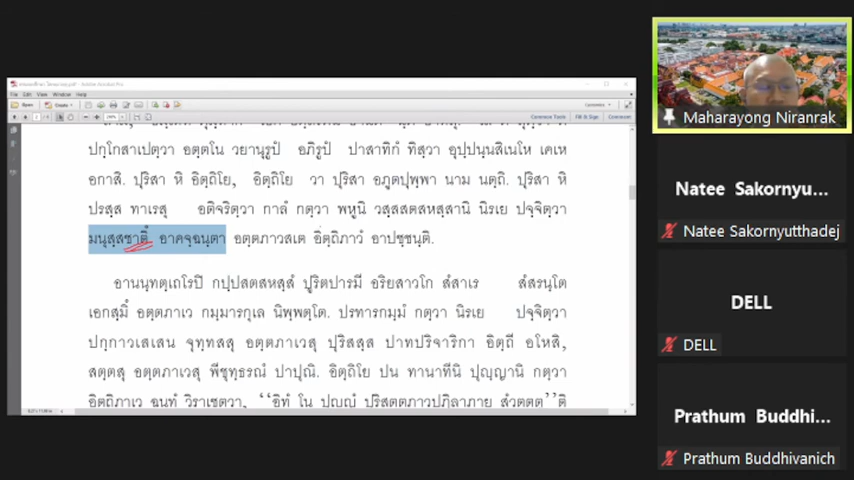 Open
Create
Common Tools
Fill & Sign
Comment
ปกฺโกสาเปตฺวา อตฺตโน วยานุรูปํ อภิรูปํ ปาสาทิกํ ทิสฺวา อุปฺปนฺนสิเนโห เคเห
อกาสิ. ปุริสา หิ อิตฺถิโย, อิตฺถิโย วา ปุริสา อภูตปุพฺพา นาม นตฺถิ. ปุริสา หิ
ปรสฺส ทาเรสุ อติจริตฺวา กาลํ กตฺวา พหูนิ วสฺสสตสหสฺสานิ นิรเย ปจฺจิตฺวา
มนุสฺสชาตึ อาคจฺฉนฺตา อตฺตภาวสเต อิตฺถิภาวํ อาปชฺชนฺติ.
อานนฺทตฺเถโรปิ กปฺปสตสหสฺสํ ปูริตปารมี อริยสาวโก สํสาเร สํสรนฺโต
เอกสฺมึ อตฺตภาเว กมฺมารกุเล นิพฺพตฺโต. ปรทารกมฺมํ กตฺวา นิรเย ปจฺจิตฺวา
ปกฺกาวเสเสน จุทฺทสสุ อตฺตภาเวสุ ปุริสสฺส ปาทปริจาริกา อิตฺถี อโหสิ,
สตฺตสุ อตฺตภาเวสุ พีชุทฺธรณํ ปาปุณิ. อิตฺถิโย ปน ทานาทีนิ ปุญฺญานิ กตฺวา
อิตฺถิภาเว ฉนฺทํ วิราเชตฺวา, “อิทํ โน ปุญฺญํ ปุริสตฺตภาวปฏิลาภาย สํวตฺตตู”ติ
Maharayong Niranrak
Natee Sakornyu...
Natee Sakornyutthadej
DELL
DELL
Prathum Buddhi...
Prathum Buddhivanich